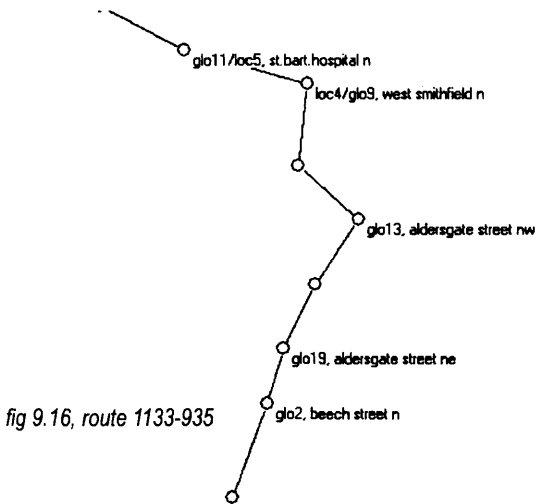 glo11/loc5, st.bart.hospital n
loc4/glo9, west smithfield n
glo13, aldersgate street nw
glo19, aldersgate street ne
glo2, beech street n
fig 9.16, route 1133-935